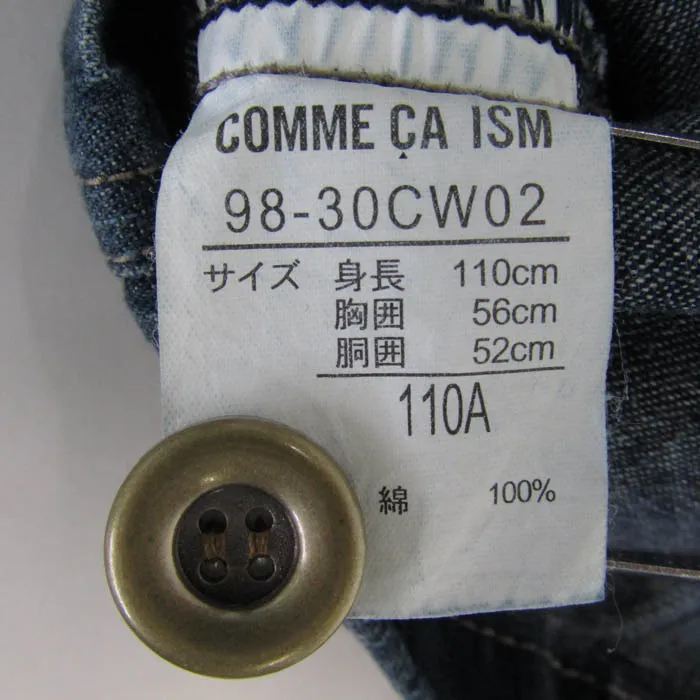 COMME ÇA ISM
98-30CW02
サイズ 身長 110cm
胸囲 56cm
胴囲 52cm
110A
綿 100%